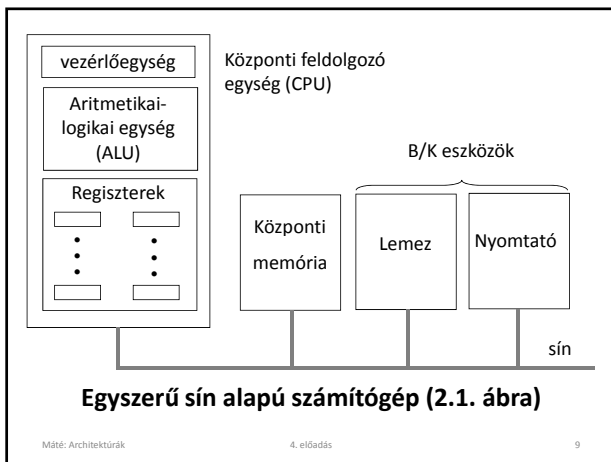 vezérlőegység
Központi feldolgozó
egység (CPU)
Aritmetikai-
logikai egység
(ALU)
Regiszterek
B/K eszközök
Központi
memória
Lemez
Nyomtató
sín
Egyszerű sín alapú számítógép (2.1. ábra)
Máté: Architektúrák
4. előadás
9